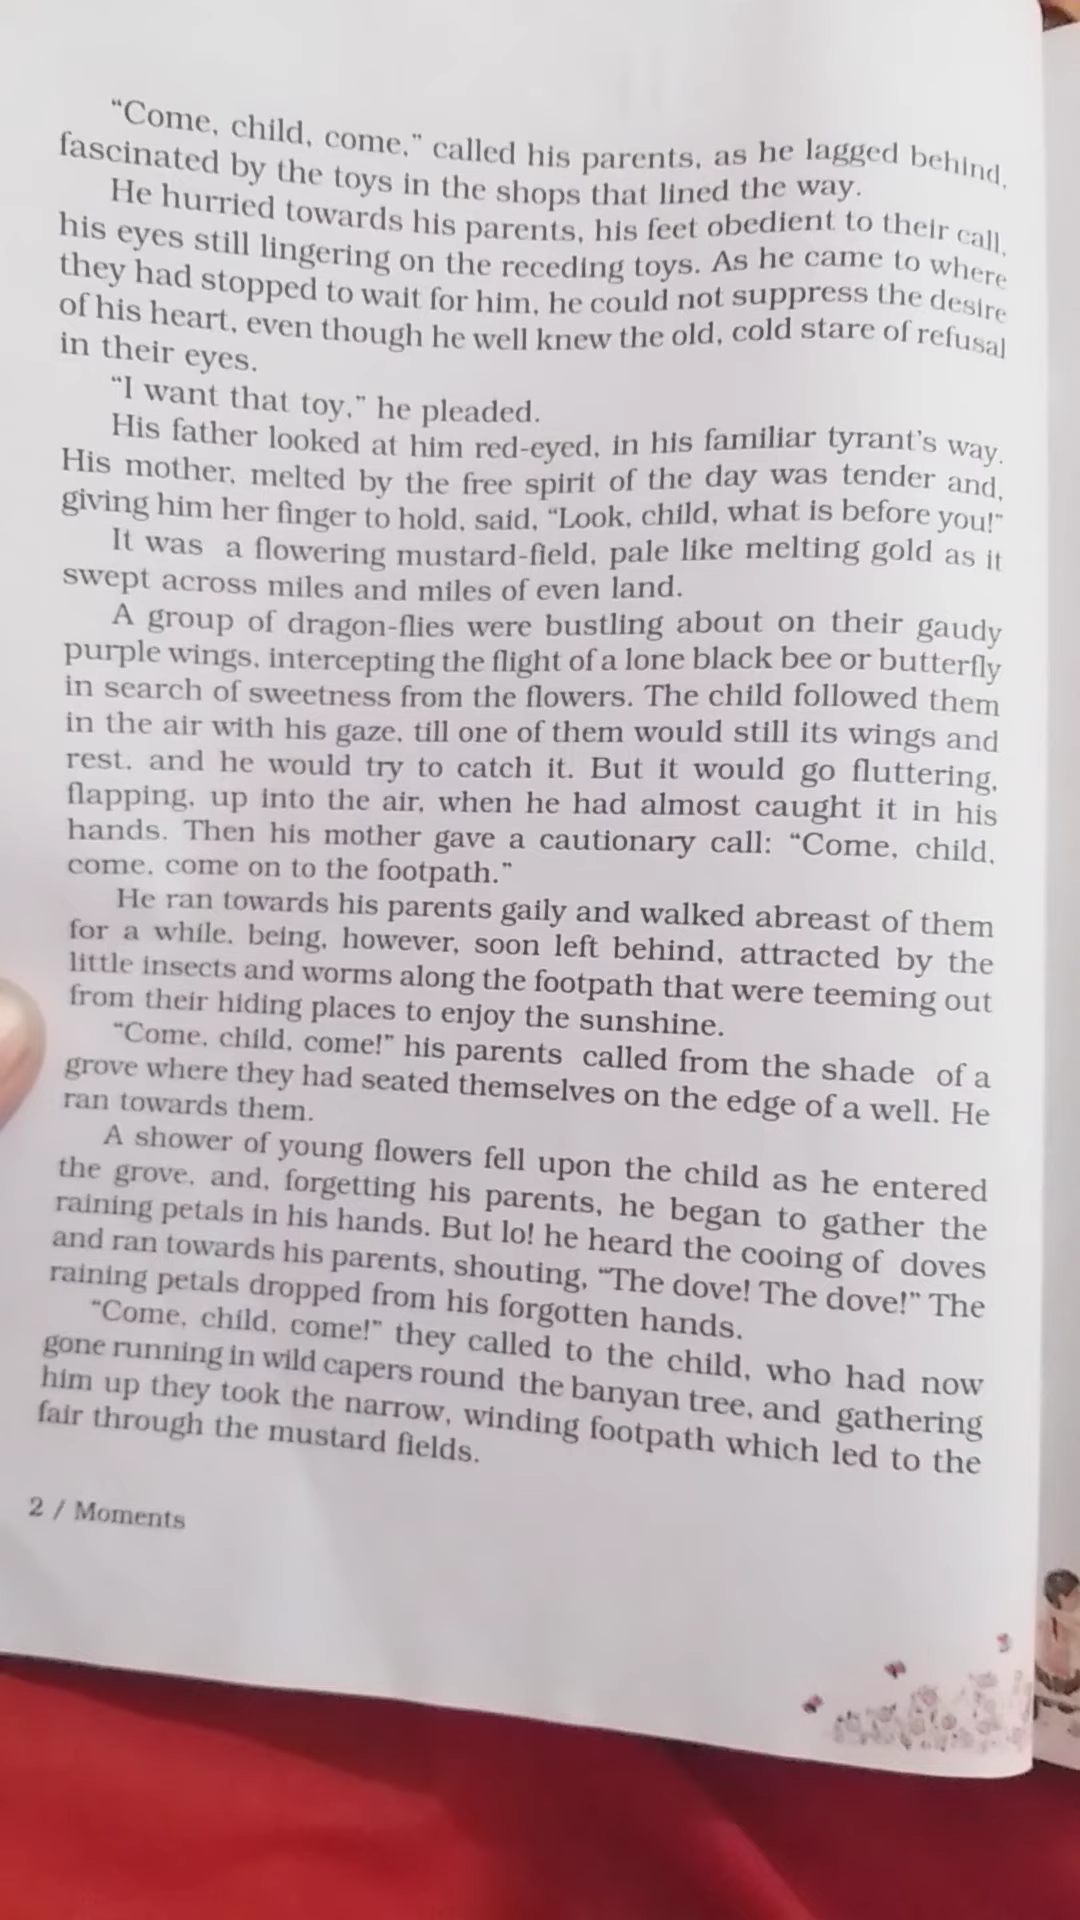 “Come, child, come,” called his parents, as he lagged behind,
fascinated by the toys in the shops that lined the way.
He hurried towards his parents, his feet obedient to their call,
his eyes still lingering on the receding toys. As he came to where
they had stopped to wait for him, he could not suppress the desire
of his heart, even though he well knew the old, cold stare of refusal
in their eyes.
“I want that toy,” he pleaded.
His father looked at him red-eyed, in his familiar tyrant’s way.
His mother, melted by the free spirit of the day was tender and,
giving him her finger to hold, said, “Look, child, what is before you!”
It was a flowering mustard-field, pale like melting gold as it
swept across miles and miles of even land.
A group of dragon-flies were bustling about on their gaudy
purple wings, intercepting the flight of a lone black bee or butterfly
in search of sweetness from the flowers. The child followed them
in the air with his gaze, till one of them would still its wings and
rest, and he would try to catch it. But it would go fluttering,
flapping, up into the air, when he had almost caught it in his
hands. Then his mother gave a cautionary call: “Come, child,
come, come on to the footpath.”
He ran towards his parents gaily and walked abreast of them
for a while, being, however, soon left behind, attracted by the
little insects and worms along the footpath that were teeming out
from their hiding places to enjoy the sunshine.
“Come, child, come!” his parents called from the shade of a
grove where they had seated themselves on the edge of a well. He
ran towards them.
A shower of young flowers fell upon the child as he entered
the grove, and, forgetting his parents, he began to gather the
raining petals in his hands. But lo! he heard the cooing of doves
and ran towards his parents, shouting, “The dove! The dove!” The
raining petals dropped from his forgotten hands.
“Come, child, come!” they called to the child, who had now
gone running in wild capers round the banyan tree, and gathering
him up they took the narrow, winding footpath which led to the
fair through the mustard fields.
2 / Moments